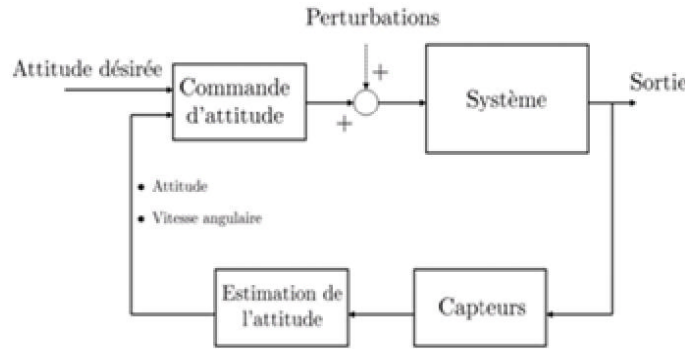 Perturbations
Attitude désirée
+
Commande
d'attitude
+
Système
Sortie
• Attitude
• Vitesse angulaire
Estimation de
l'attitude
Capteurs